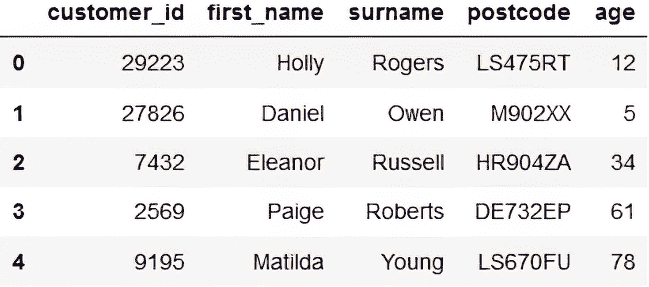 customer_id first_name surname postcode age
0 29223 Holly Rogers LS475RT 12
1 27826 Daniel Owen M902XX 5
2 7432 Eleanor Russell HR904ZA 34
3 2569 Paige Roberts DE732EP 61
4 9195 Matilda Young LS670FU 78